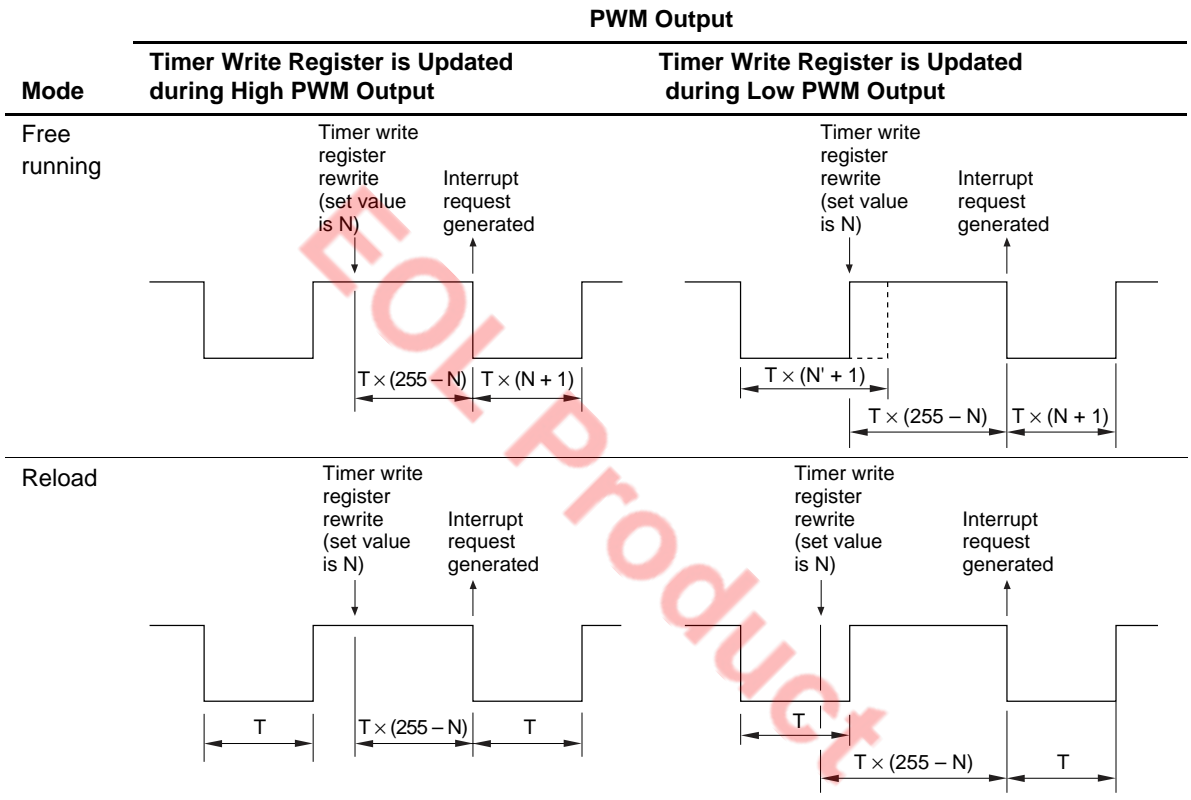 PWM Output
Mode
Timer Write Register is Updated
during High PWM Output
Timer Write Register is Updated
during Low PWM Output
Free
running
Timer write
register
rewrite
(set value
is N)
Interrupt
request
generated
T × (255 – N)
T × (N + 1)
Timer write
register
rewrite
(set value
is N)
Interrupt
request
generated
T × (N' + 1)
T × (255 – N)
T × (N + 1)
Reload
Timer write
register
rewrite
(set value
is N)
Interrupt
request
generated
T
T × (255 – N)
T
Timer write
register
rewrite
(set value
is N)
Interrupt
request
generated
T
T × (255 – N)
T
EOL Product